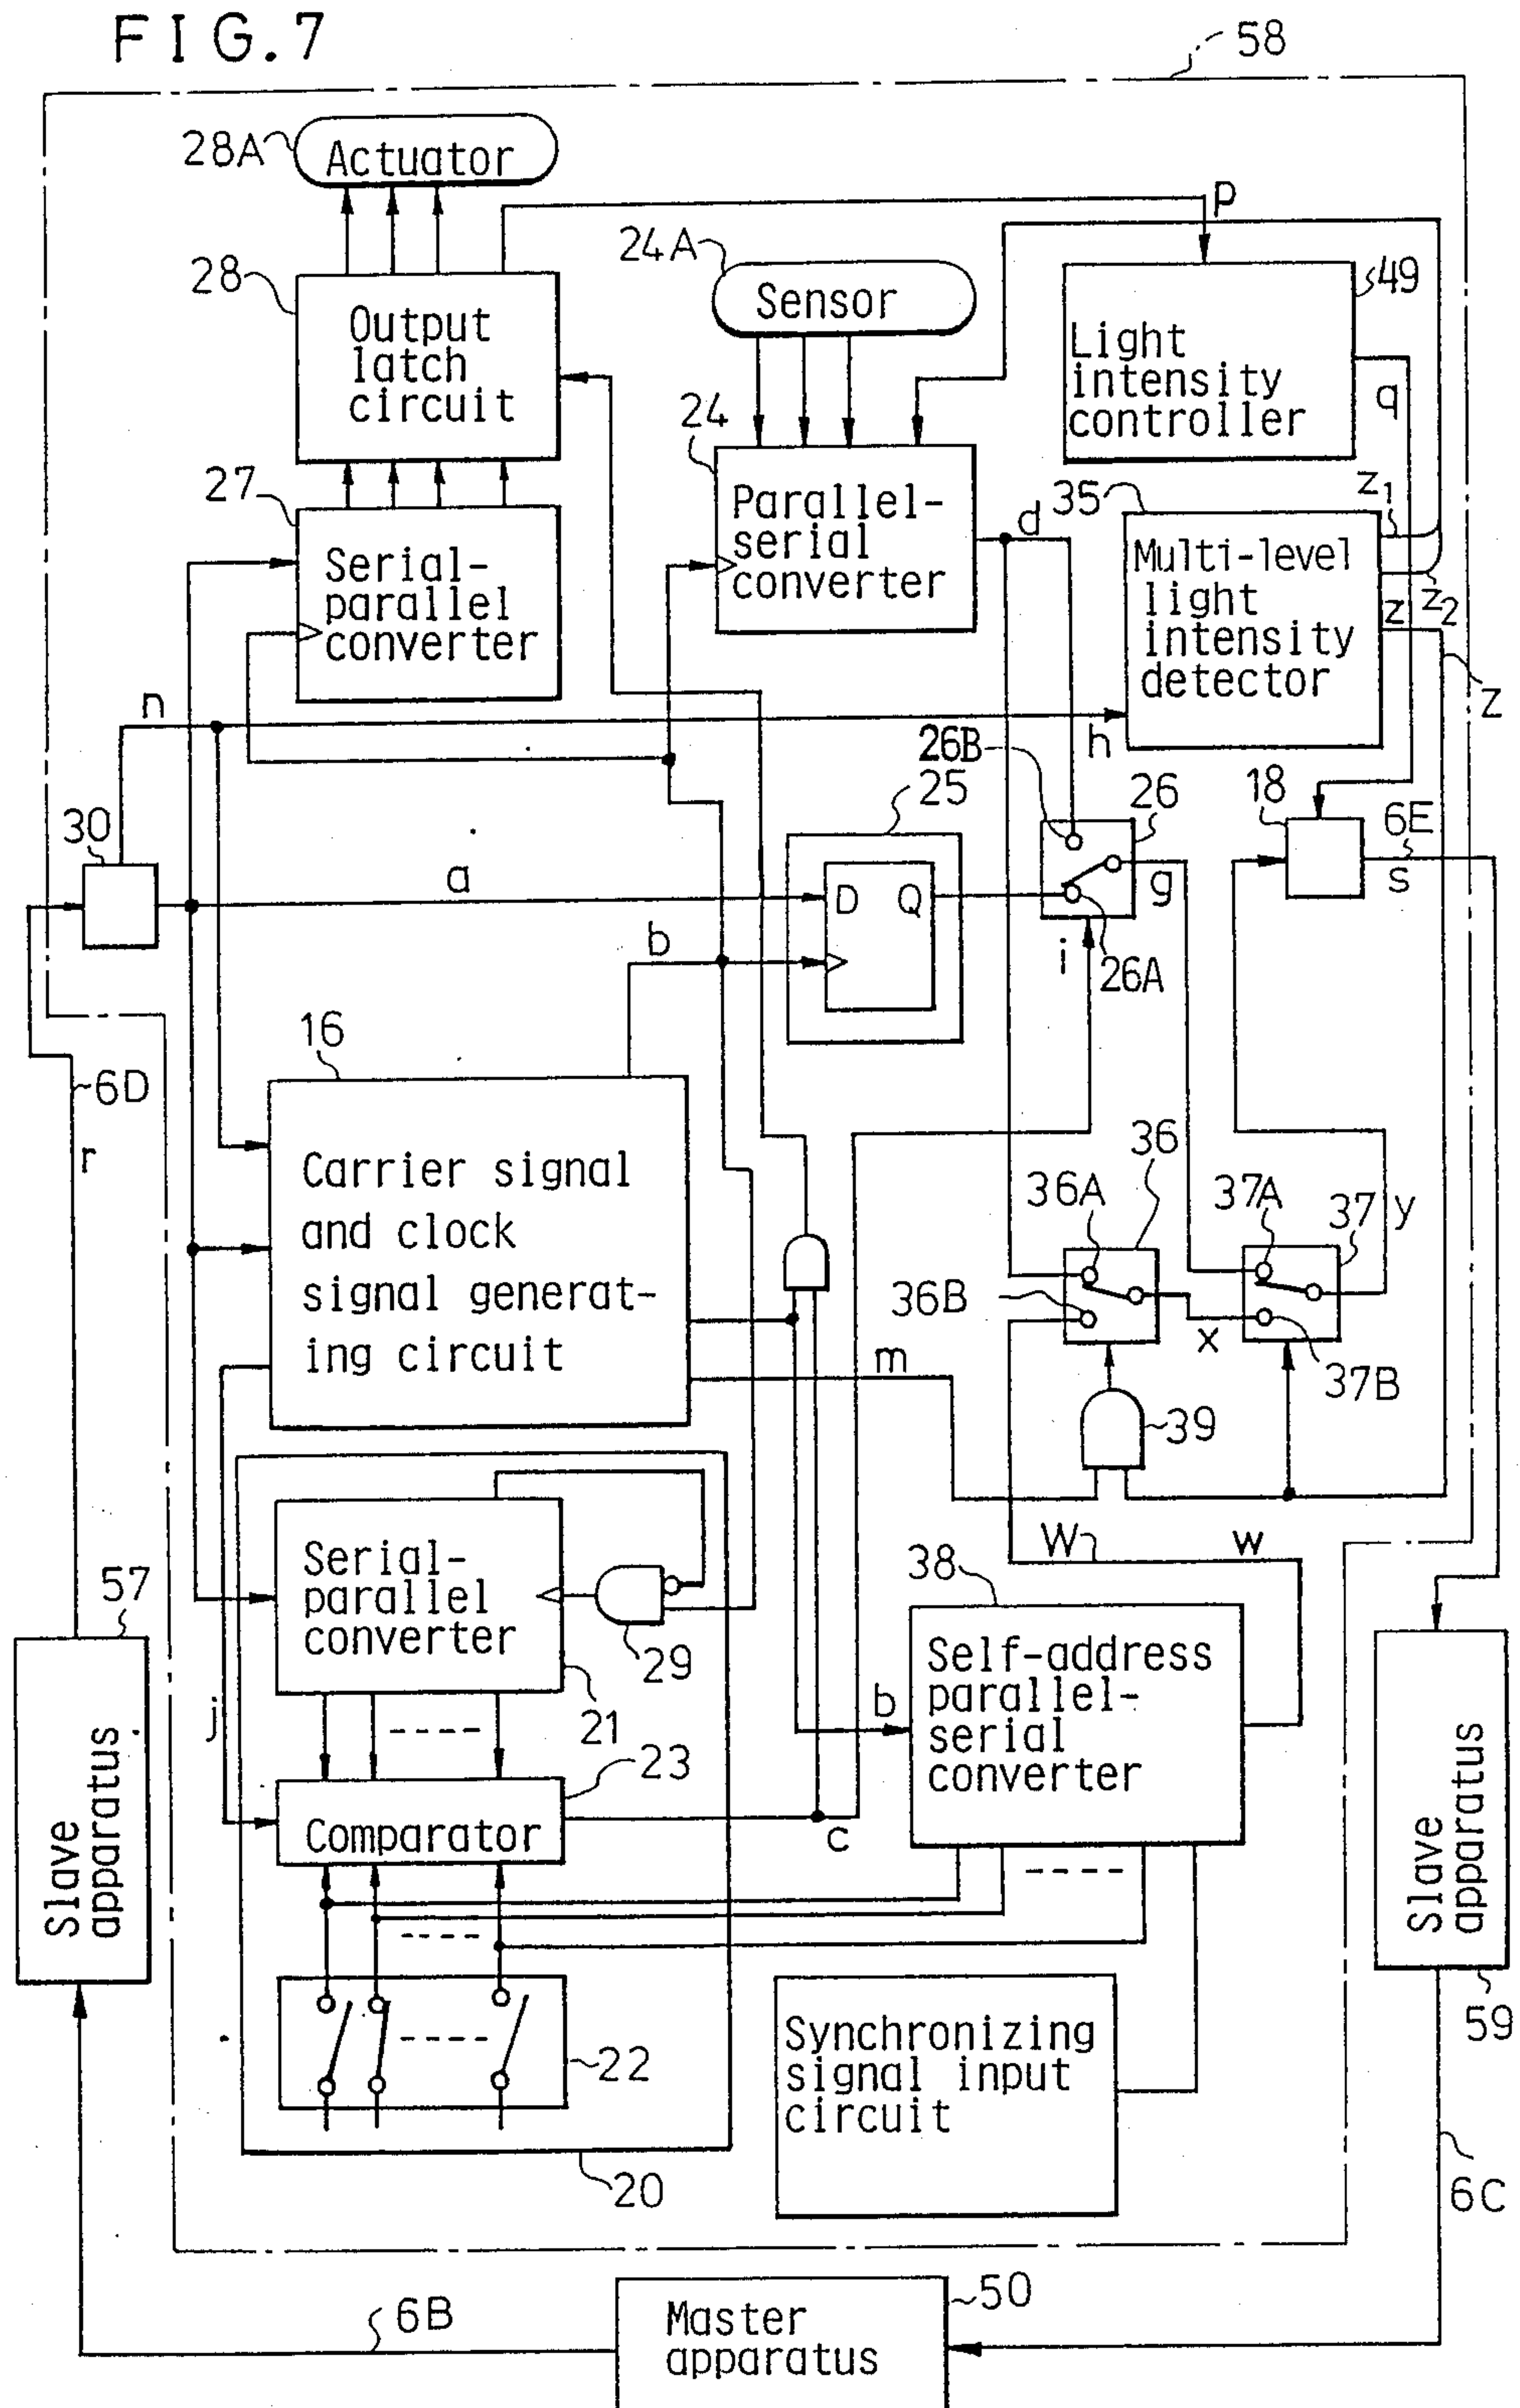 FIG.7
58
28A
Actuator
p
24A
Sensor
28
Output
latch
circuit
49
Light
intensity
controller
q
24
Parallel-
serial
converter
d
27
Serial-
parallel
converter
35
Multi-level
light
intensity
detector
z1
z2
z
Z
n
h
26B
25
26
18
6E
s
30
a
D
Q
g
b
i
26A
16
6D
r
Carrier signal
and clock
signal generat-
ing circuit
36
36A
36B
37A
37
y
x
37B
m
39
W
w
57
Slave
apparatus
Serial-
parallel
converter
29
21
38
Self-address
parallel-
serial
converter
b
j
23
Comparator
c
Slave
apparatus
59
22
Synchronizing
signal input
circuit
20
6C
6B
50
Master
apparatus